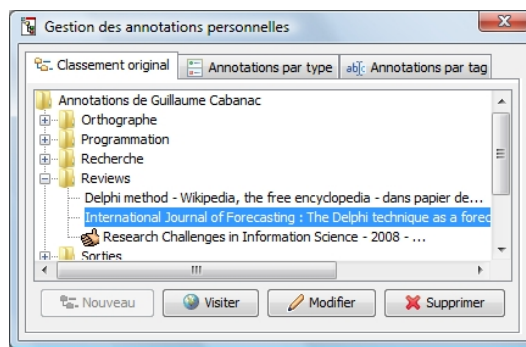 Gestion des annotations personnelles
Classement original Annotations par type ab Annotations par tag
Annotations de Guillaume Cabanac
Orthographe
Programmation
Recherche
Reviews
Delphi method - Wikipedia, the free encyclopedia - dans papier de...
International Journal of Forecasting : The Delphi technique as a forec
Research Challenges in Information Science - 2008 - ...
Sorties
Nouveau Visiter Modifier Supprimer